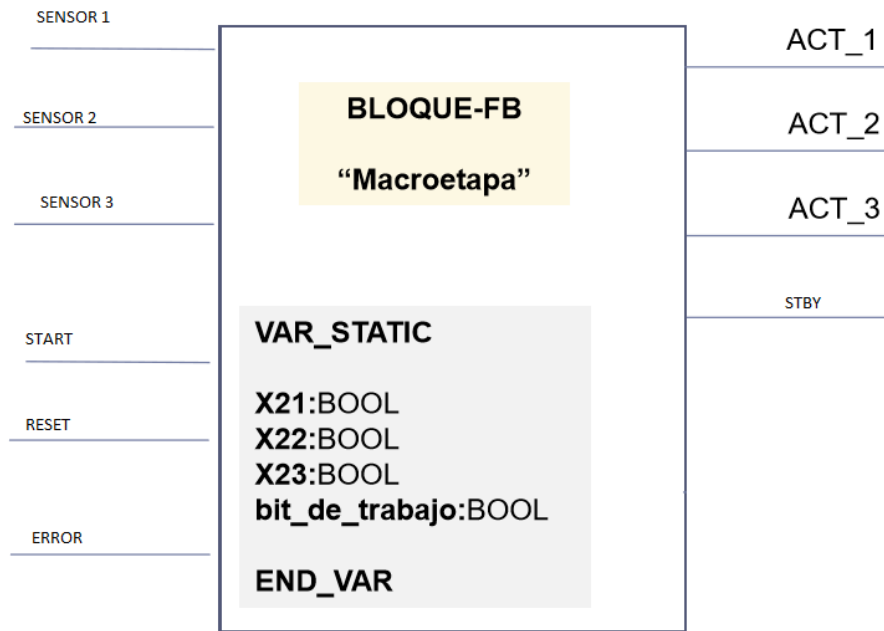 SENSOR 1
SENSOR 2
SENSOR 3
START
RESET
ERROR
BLOQUE-FB
“Macroetapa”
VAR_STATIC
X21:BOOL
X22:BOOL
X23:BOOL
bit_de_trabajo:BOOL
END_VAR
ACT_1
ACT_2
ACT_3
STBY